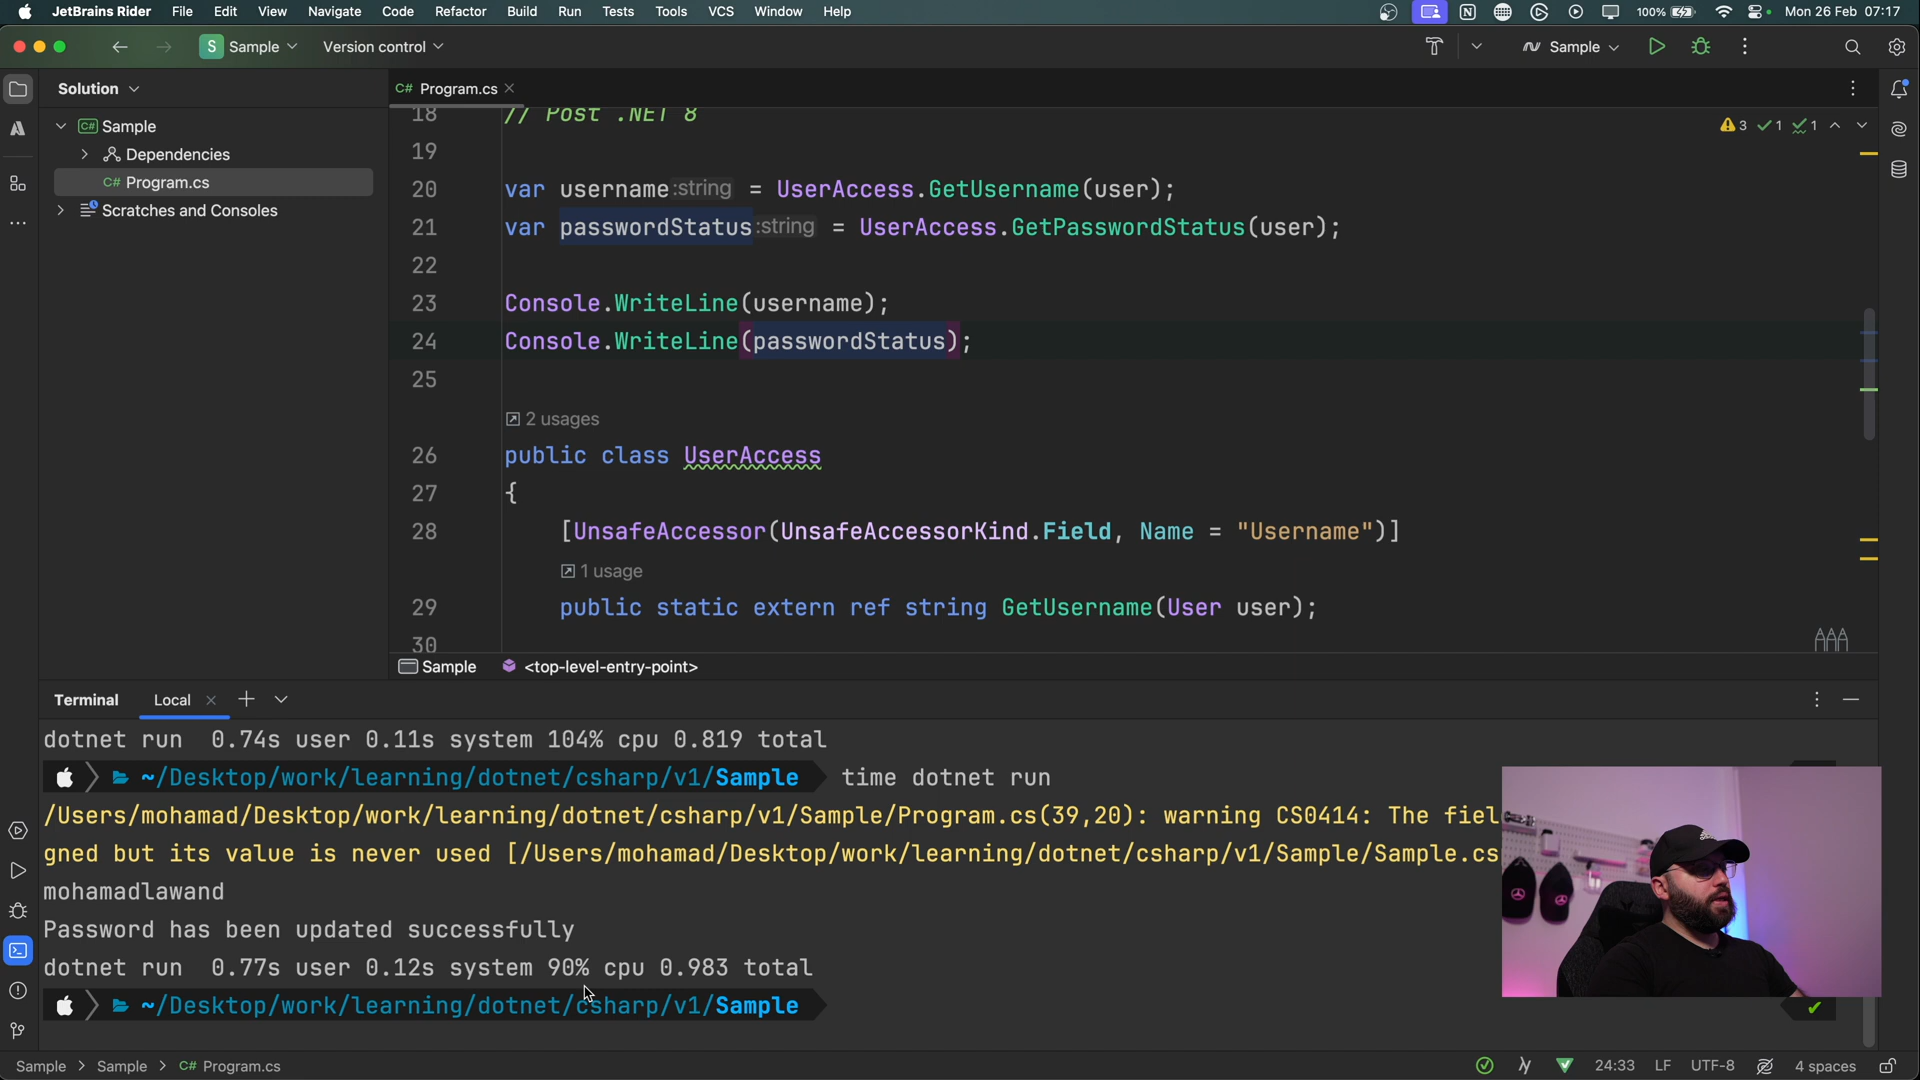 JetBrains Rider File Edit View Navigate Code Refactor Build Run Tests Tools VCS Window Help 100% Mon 26 Feb 07:17
S Sample Version control Sample
Solution
C# Program.cs
C# Sample
Dependencies
C# Program.cs
Scratches and Consoles
3 1 1
18 // Post .NET 8
19
20 var username :string = UserAccess.GetUsername(user);
21 var passwordStatus :string = UserAccess.GetPasswordStatus(user);
22
23 Console.WriteLine(username);
24 Console.WriteLine(passwordStatus);
25
2 usages
26 public class UserAccess
27 {
28 [UnsafeAccessor(UnsafeAccessorKind.Field, Name = "Username")]
1 usage
29 public static extern ref string GetUsername(User user);
30
Sample <top-level-entry-point>
Terminal Local
dotnet run 0.74s user 0.11s system 104% cpu 0.819 total
~/Desktop/work/learning/dotnet/csharp/v1/Sample time dotnet run
/Users/mohamad/Desktop/work/learning/dotnet/csharp/v1/Sample/Program.cs(39,20): warning CS0414: The fiel
gned but its value is never used [/Users/mohamad/Desktop/work/learning/dotnet/csharp/v1/Sample/Sample.cs
mohamadlawand
Password has been updated successfully
dotnet run 0.77s user 0.12s system 90% cpu 0.983 total
~/Desktop/work/learning/dotnet/csharp/v1/Sample
Sample > Sample > C# Program.cs 24:33 LF UTF-8 4 spaces